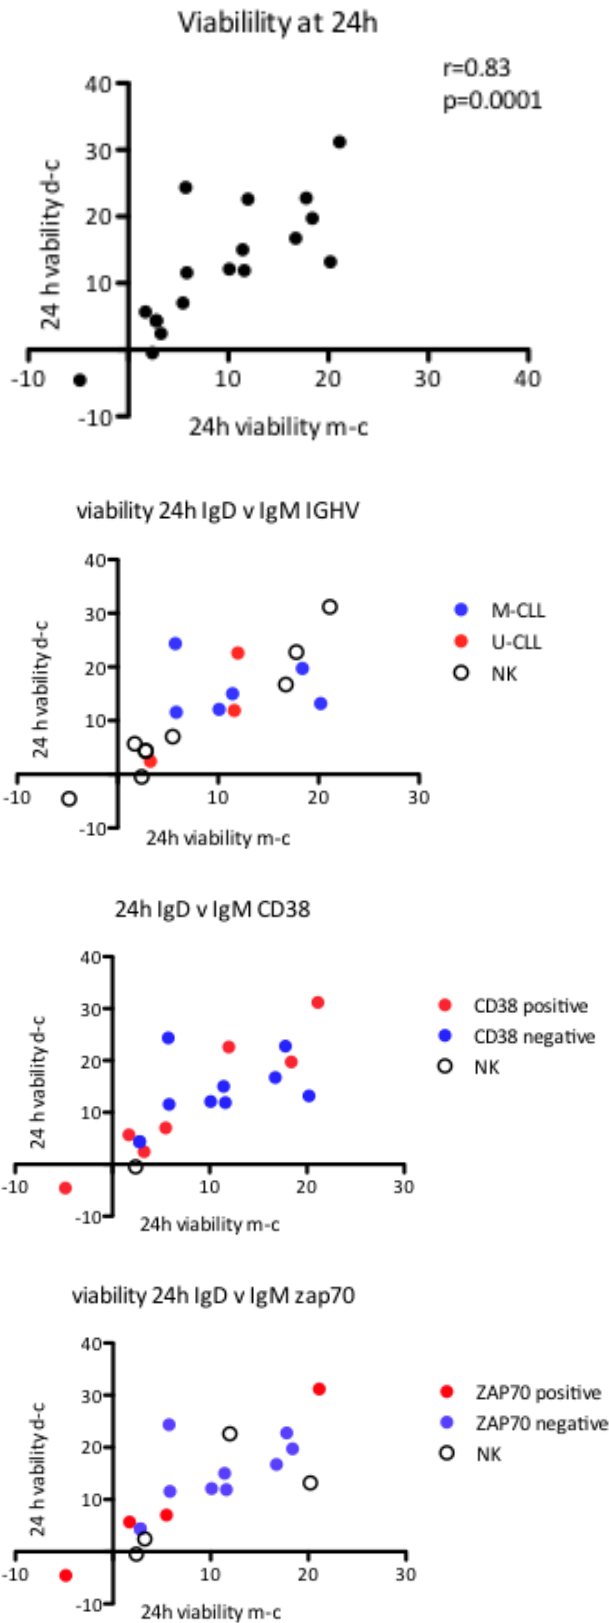 Viabilility at 24h
r=0.83
p=0.0001
40
30
20
10
-10
10
20
30
40
-10
24 h vability d-c
24h viability m-c
viability 24h IgD v IgM IGHV
40
30
20
10
-10
10
20
30
-10
24 h vability d-c
24h viability m-c
M-CLL
U-CLL
NK
24h IgD v IgM CD38
40
30
20
10
-10
10
20
30
-10
24 h vability d-c
24h viability m-c
CD38 positive
CD38 negative
NK
viability 24h IgD v IgM zap70
40
30
20
10
-10
10
20
30
-10
24 h vability d-c
24h viability m-c
ZAP70 positive
ZAP70 negative
NK